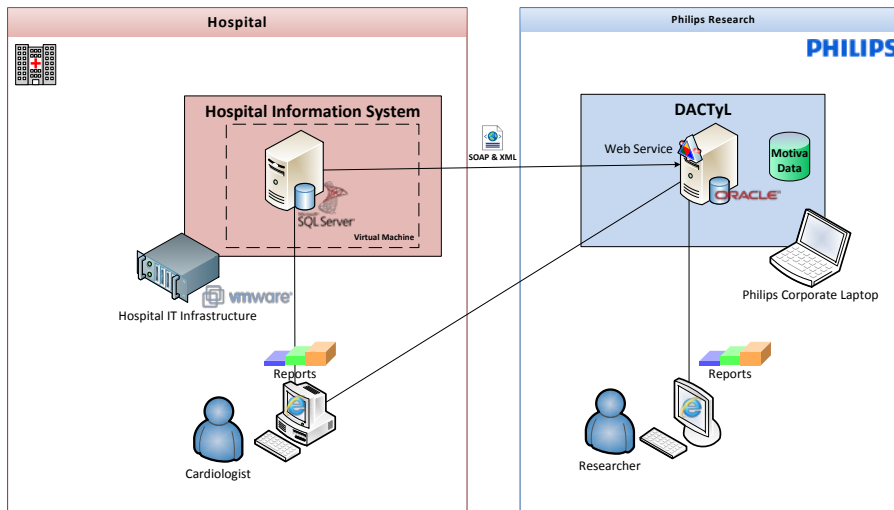 Hospital
Philips Research
PHILIPS
Hospital Information System
DACTyL
SOAP & XML
Web Service
Motiva
Data
ORACLE
Microsoft
SQL Server
Virtual Machine
vmware
Hospital IT Infrastructure
Philips Corporate Laptop
Reports
Reports
Cardiologist
Researcher